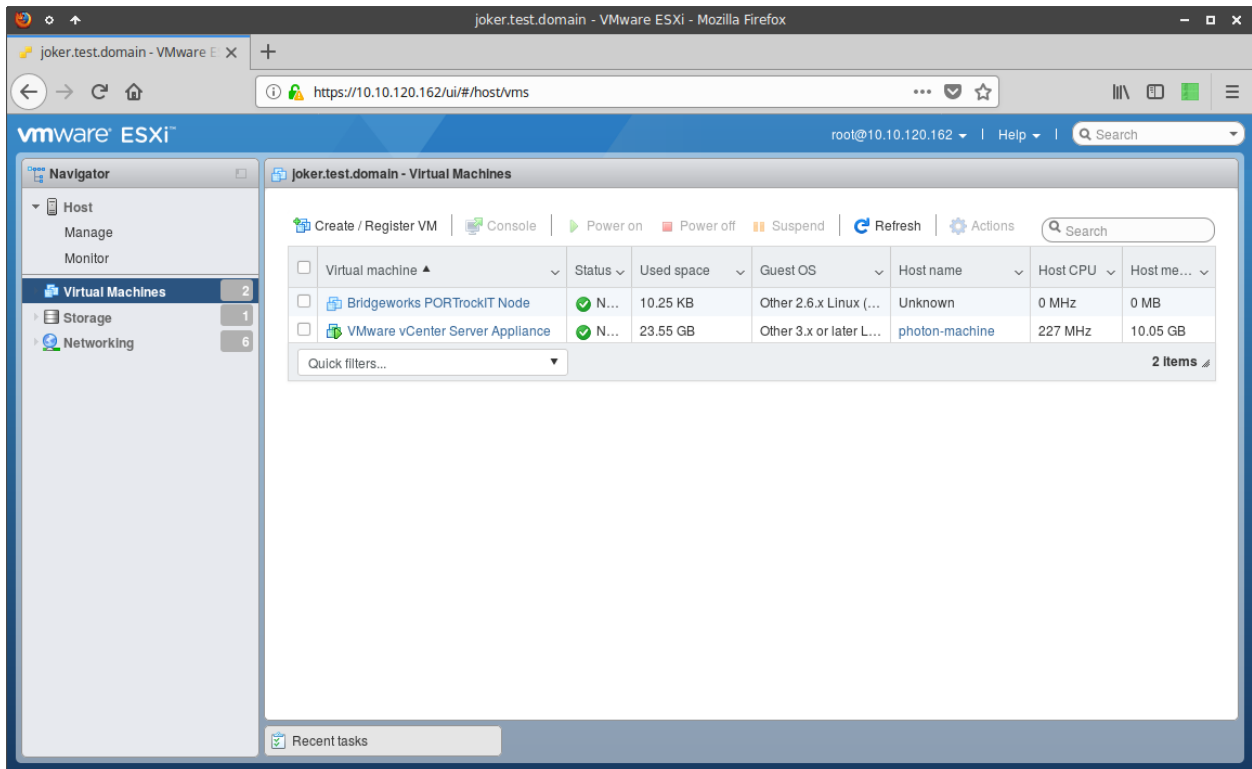 joker.test.domain - VMware ESXi - Mozilla Firefox
joker.test.domain - VMware E
https://10.10.120.162/ui/#/host/vms
vmware ESXi™
root@10.10.120.162 | Help | Search
Navigator
Host
Manage
Monitor
Virtual Machines 2
Storage 1
Networking 6
joker.test.domain - Virtual Machines
Create / Register VM | Console | Power on Power off Suspend | Refresh | Actions Search
Virtual machine Status Used space Guest OS Host name Host CPU Host me...
Bridgeworks PORTrockIT Node N... 10.25 KB Other 2.6.x Linux (... Unknown 0 MHz 0 MB
VMware vCenter Server Appliance N... 23.55 GB Other 3.x or later L... photon-machine 227 MHz 10.05 GB
Quick filters... 2 items
Recent tasks